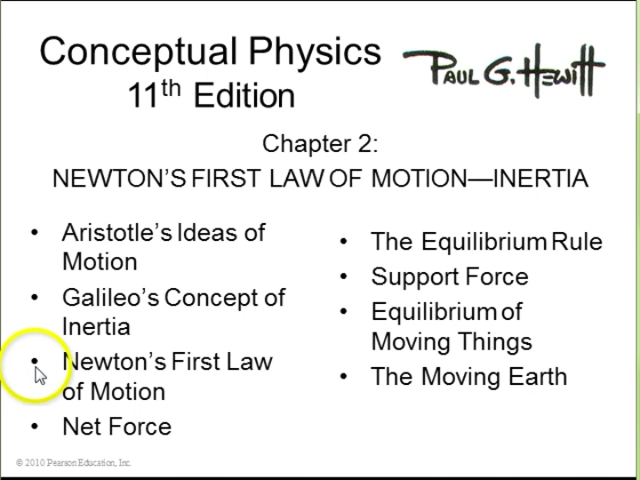 Conceptual Physics
11th Edition
PAUL G. HEWITT
Chapter 2:
NEWTON'S FIRST LAW OF MOTION—INERTIA
• Aristotle's Ideas of
Motion
• Galileo's Concept of
Inertia
• Newton's First Law
of Motion
• Net Force
• The Equilibrium Rule
• Support Force
• Equilibrium of
Moving Things
• The Moving Earth
© 2010 Pearson Education, Inc.